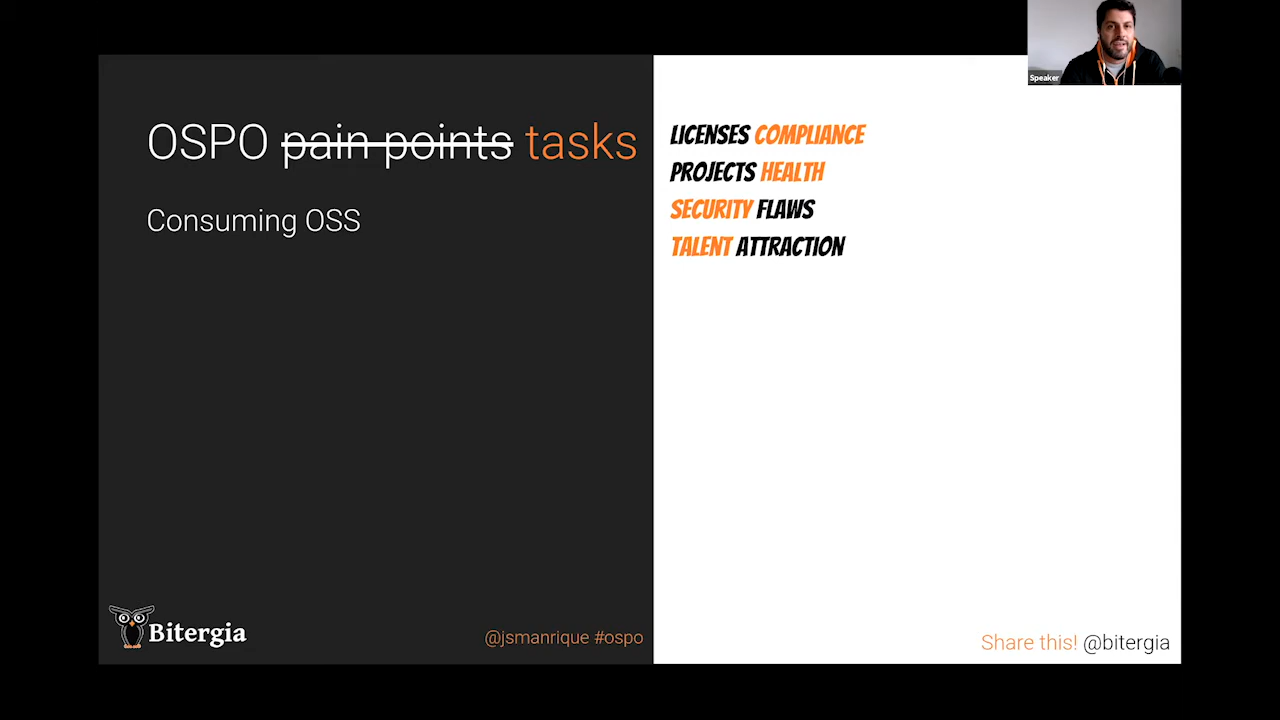 Speaker
OSPO pain points tasks
Consuming OSS
LICENSES COMPLIANCE
PROJECTS HEALTH
SECURITY FLAWS
TALENT ATTRACTION
Bitergia
@jsmanrique #ospo
Share this! @bitergia